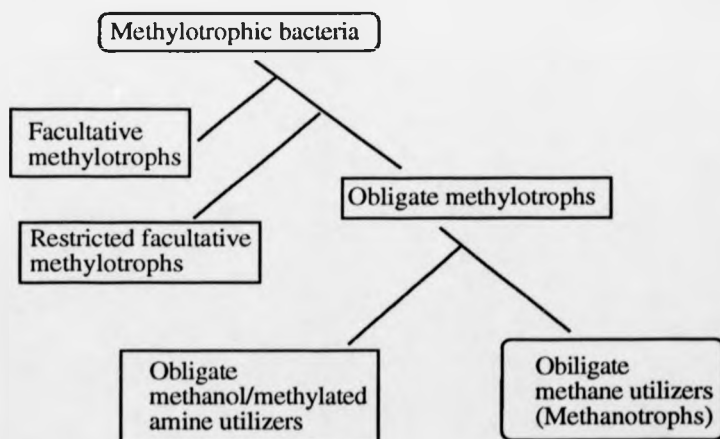 Methylotrophic bacteria
Facultative
methylotrophs
Obligate methylotrophs
Restricted facultative
methylotrophs
Obligate
methanol/methylated
amine utilizers
Obiligate
methane utilizers
(Methanotrophs)